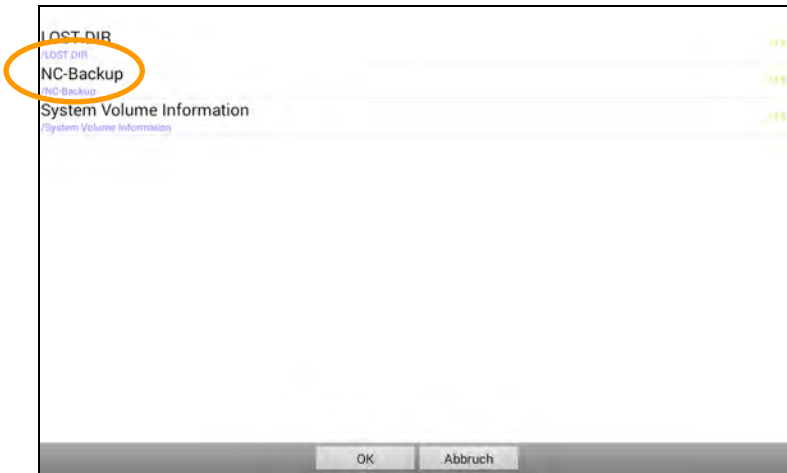 LOST.DIR
/LOST.DIR
NC-Backup
/NC-Backup
System Volume Information
/System Volume Information
OK Abbruch